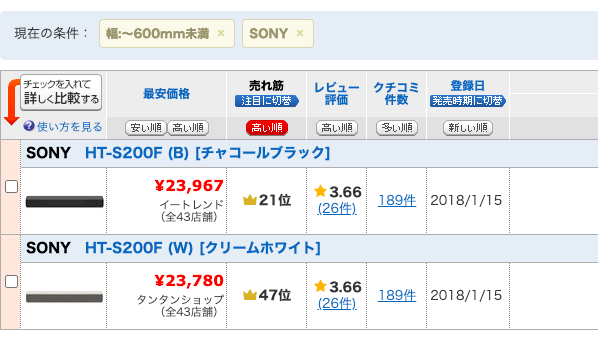 現在の条件： 幅:～600mm未満 × SONY ×
チェックを入れて
詳しく比較する
使い方を見る
最安価格
安い順 高い順
売れ筋
注目に切替
高い順
レビュー
評価
高い順
クチコミ
件数
多い順
登録日
発売時期に切替
新しい順
SONY HT-S200F (B) [チャコールブラック]
¥23,967
イートレンド
(全43店舗)
21位
3.66
(26件)
189件
2018/1/15
SONY HT-S200F (W) [クリームホワイト]
¥23,780
タンタンショップ
(全43店舗)
47位
3.66
(26件)
189件
2018/1/15